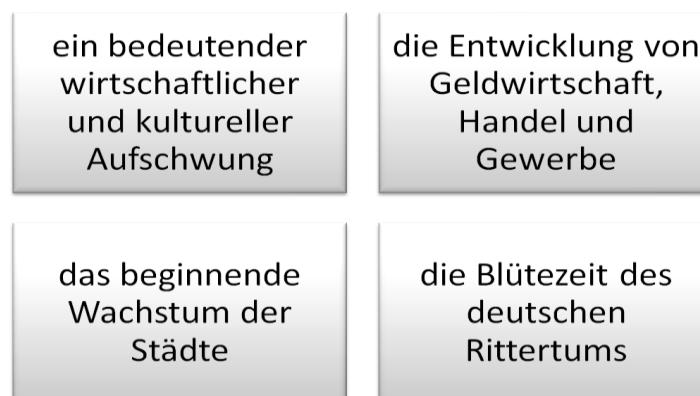 ein bedeutender
wirtschaftlicher
und kultureller
Aufschwung
die Entwicklung von
Geldwirtschaft,
Handel und
Gewerbe
das beginnende
Wachstum der
Städte
die Blütezeit des
deutschen
Rittertums